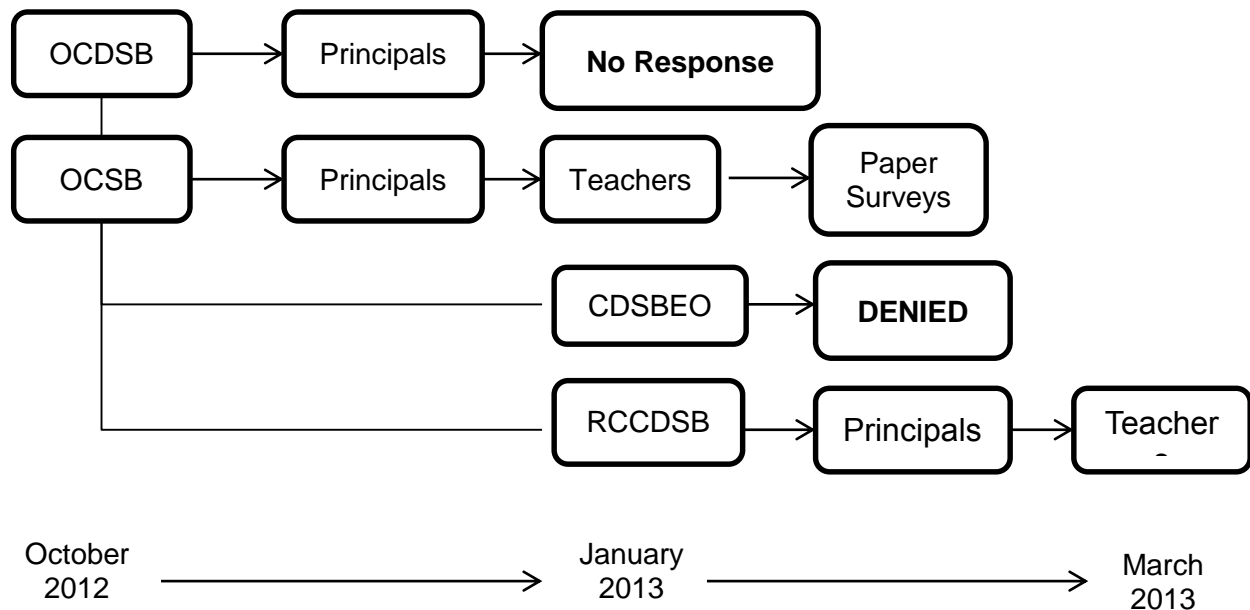 OCDSB
Principals
No Response
OCSB
Principals
Teachers
Paper
Surveys
CDSBEO
DENIED
RCCDSB
Principals
Teacher
October
2012
January
2013
March
2013